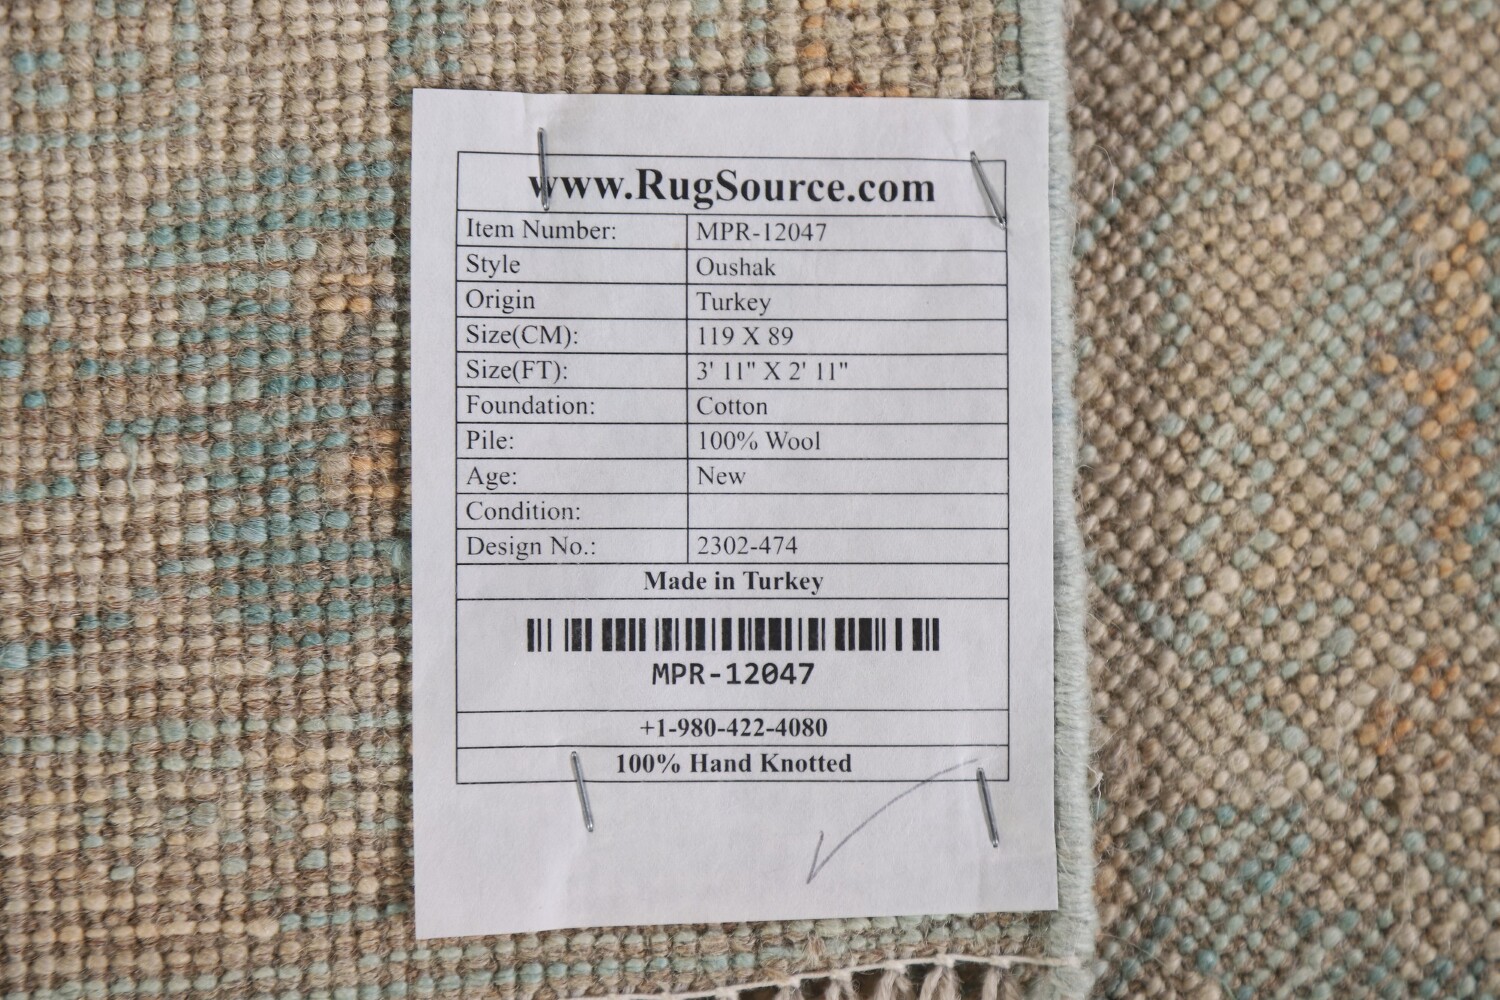 www.RugSource.com
Item Number: MPR-12047
Style Oushak
Origin Turkey
Size(CM): 119 X 89
Size(FT): 3' 11" X 2' 11"
Foundation: Cotton
Pile: 100% Wool
Age: New
Condition:
Design No.: 2302-474
Made in Turkey
MPR-12047
+1-980-422-4080
100% Hand Knotted